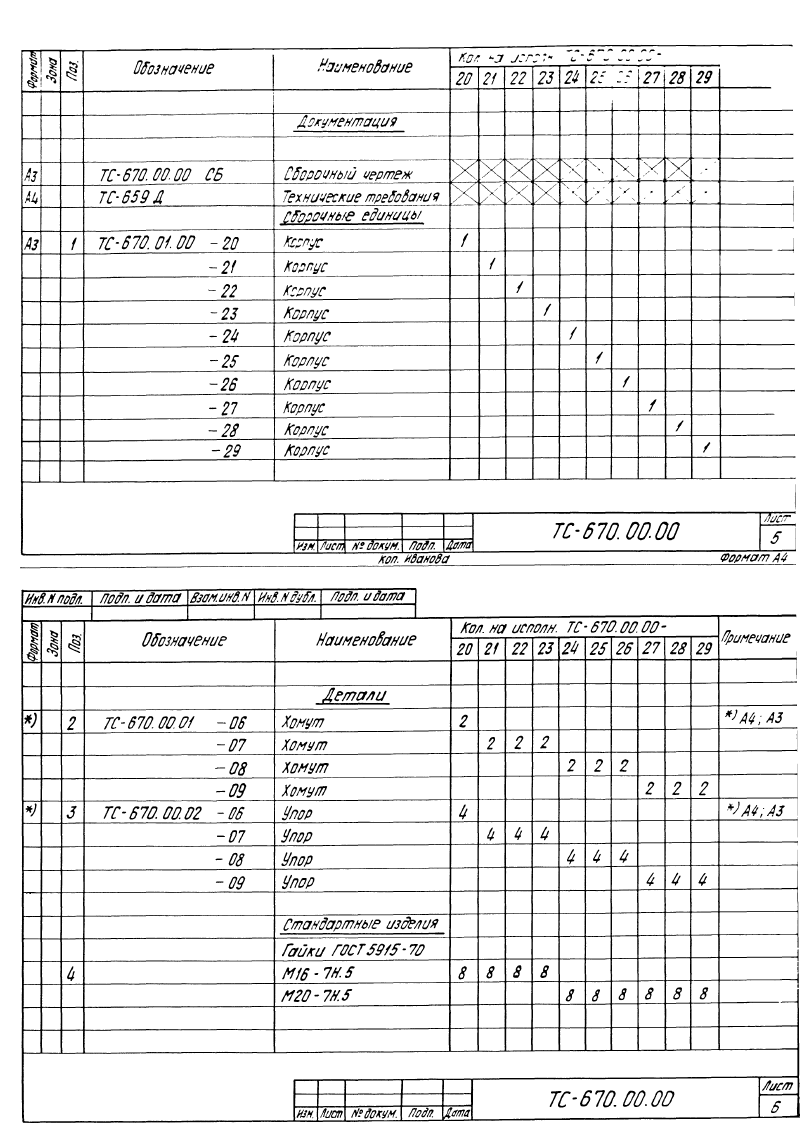 Формат Зона Поз. Обозначение Наименование Кол. на исполн. ТС-670.00.00-
20 21 22 23 24 25 26 27 28 29
Документация
А3 ТС-670.00.00 СБ Сборочный чертеж
А4 ТС-659 Д Технические требования
Сборочные единицы
А3 1 ТС-670.01.00 -20 Корпус 1
-21 Корпус 1
-22 Корпус 1
-23 Корпус 1
-24 Корпус 1
-25 Корпус 1
-26 Корпус 1
-27 Корпус 1
-28 Корпус 1
-29 Корпус 1
ТС-670.00.00 Лист
5
Изм. Лист № докум. Подп. Дата
Коп. Иванова Формат А4
Инв. N подл. Подп. и дата Взам.инв. N Инв. N дубл. Подп. и дата
Формат Зона Поз. Обозначение Наименование Кол. на исполн. ТС-670.00.00- Примечание
20 21 22 23 24 25 26 27 28 29
Детали
*) 2 ТС-670.00.01 -06 Хомут 2 *) А4; А3
-07 Хомут 2 2 2
-08 Хомут 2 2 2
-09 Хомут 2 2 2
*) 3 ТС-670.00.02 -06 Упор 4 *) А4; А3
-07 Упор 4 4 4
-08 Упор 4 4 4
-09 Упор 4 4 4
Стандартные изделия
Гайки ГОСТ 5915-70
4 М16-7Н.5 8 8 8 8
М20-7Н.5 8 8 8 8 8 8
ТС-670.00.00 Лист
6
Изм. Лист № докум. Подп. Дата